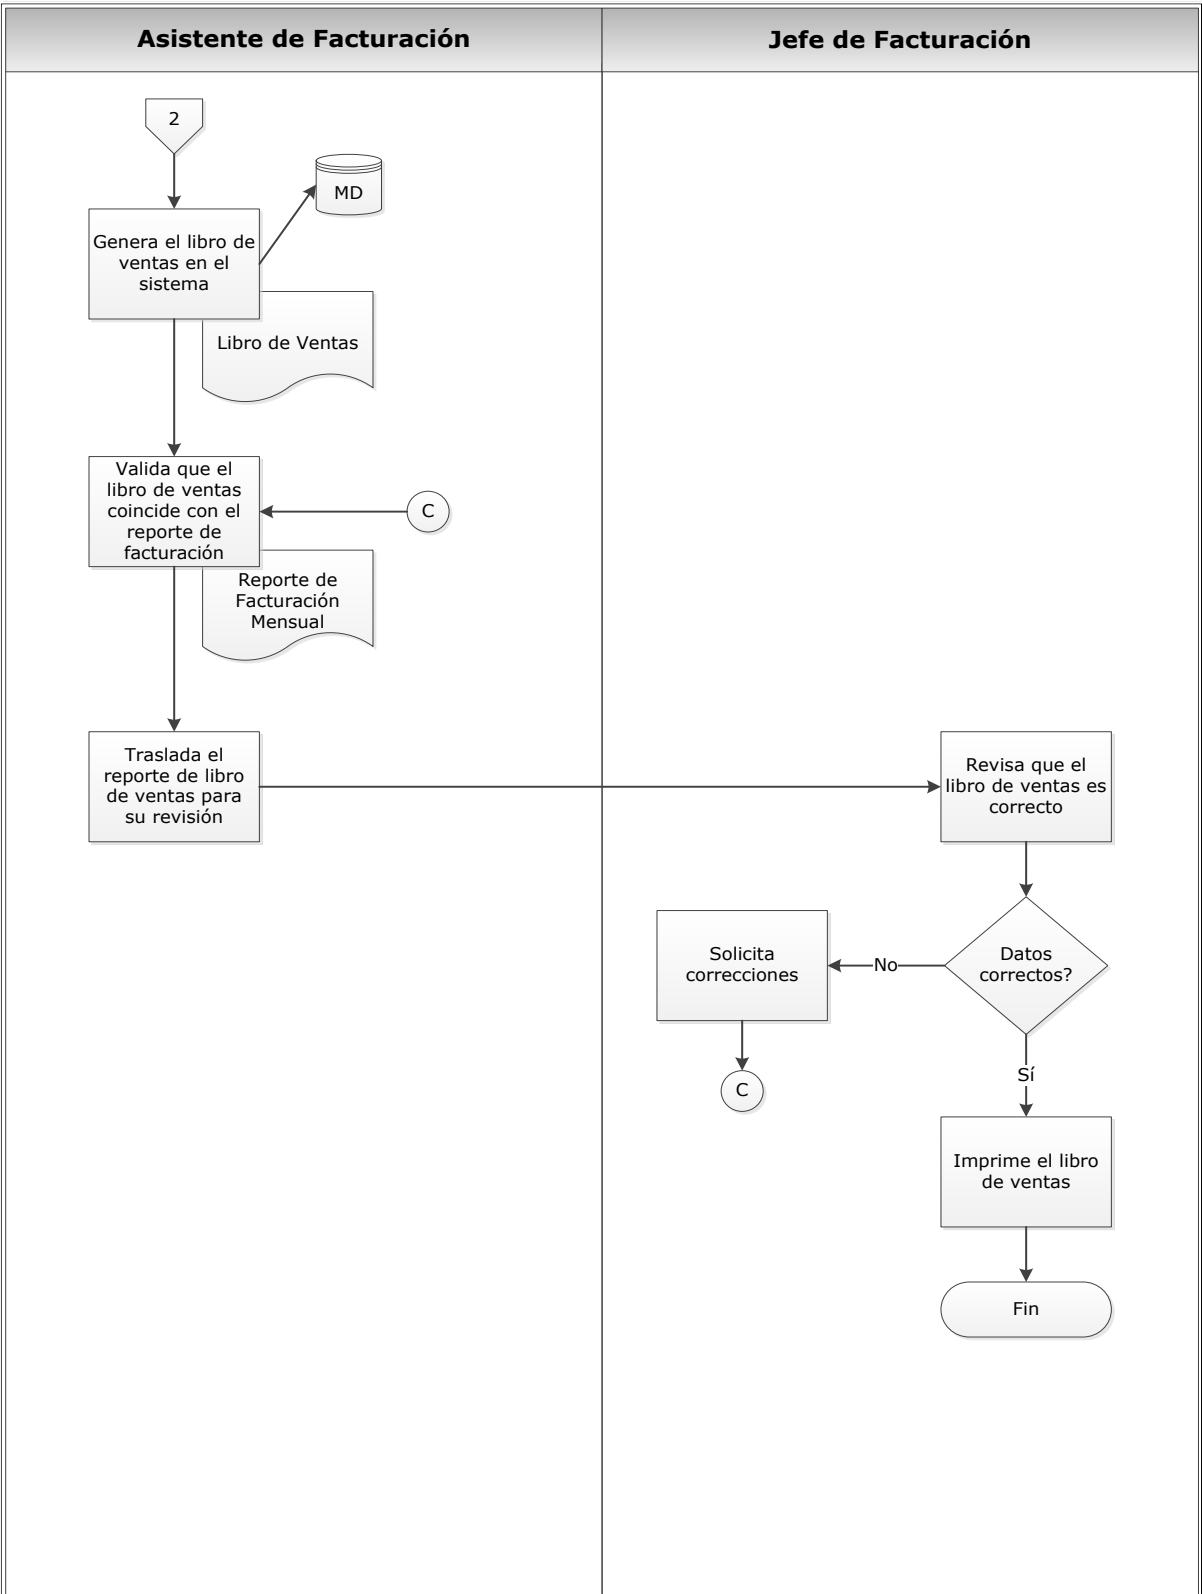 Asistente de Facturación
Jefe de Facturación
2
MD
Genera el libro de
ventas en el
sistema
Libro de Ventas
Valida que el
libro de ventas
coincide con el
reporte de
facturación
C
Reporte de
Facturación
Mensual
Traslada el
reporte de libro
de ventas para
su revisión
Revisa que el
libro de ventas es
correcto
Datos
correctos?
No
Solicita
correcciones
C
Sí
Imprime el libro
de ventas
Fin